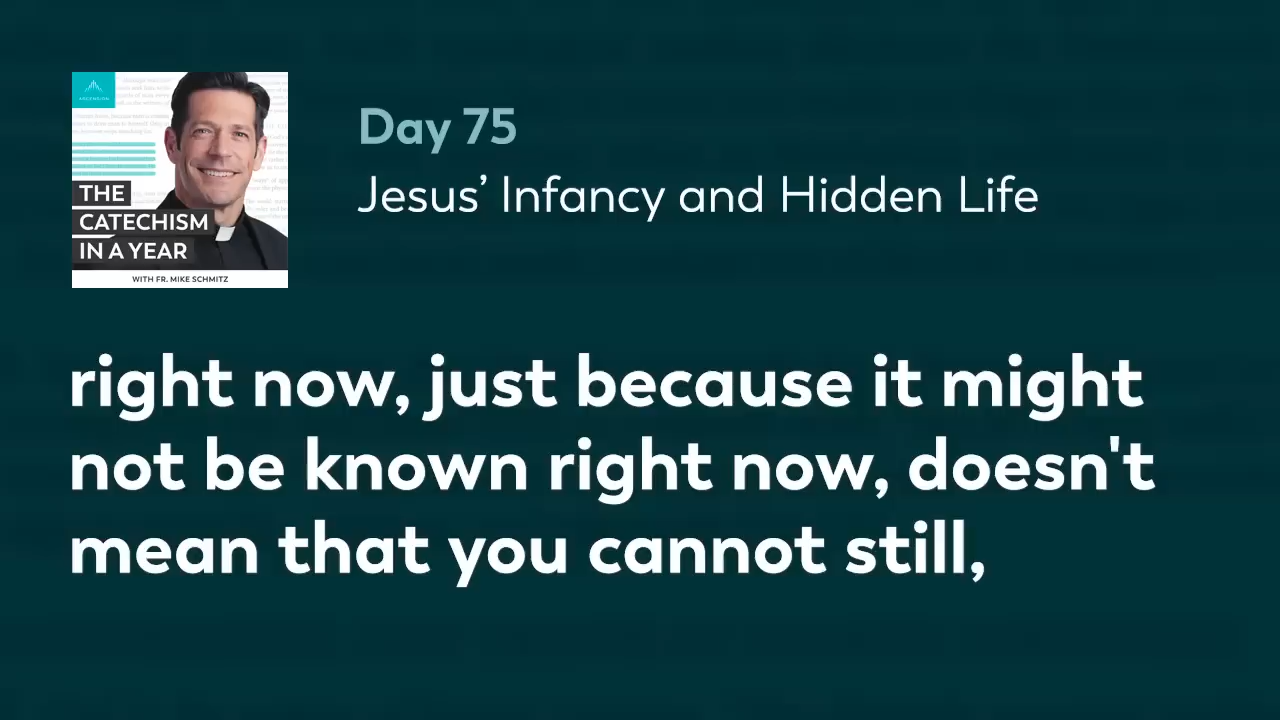 ASCENSION
THE
CATECHISM
IN A YEAR
WITH FR. MIKE SCHMITZ
Day 75
Jesus’ Infancy and Hidden Life
right now, just because it might
not be known right now, doesn't
mean that you cannot still,